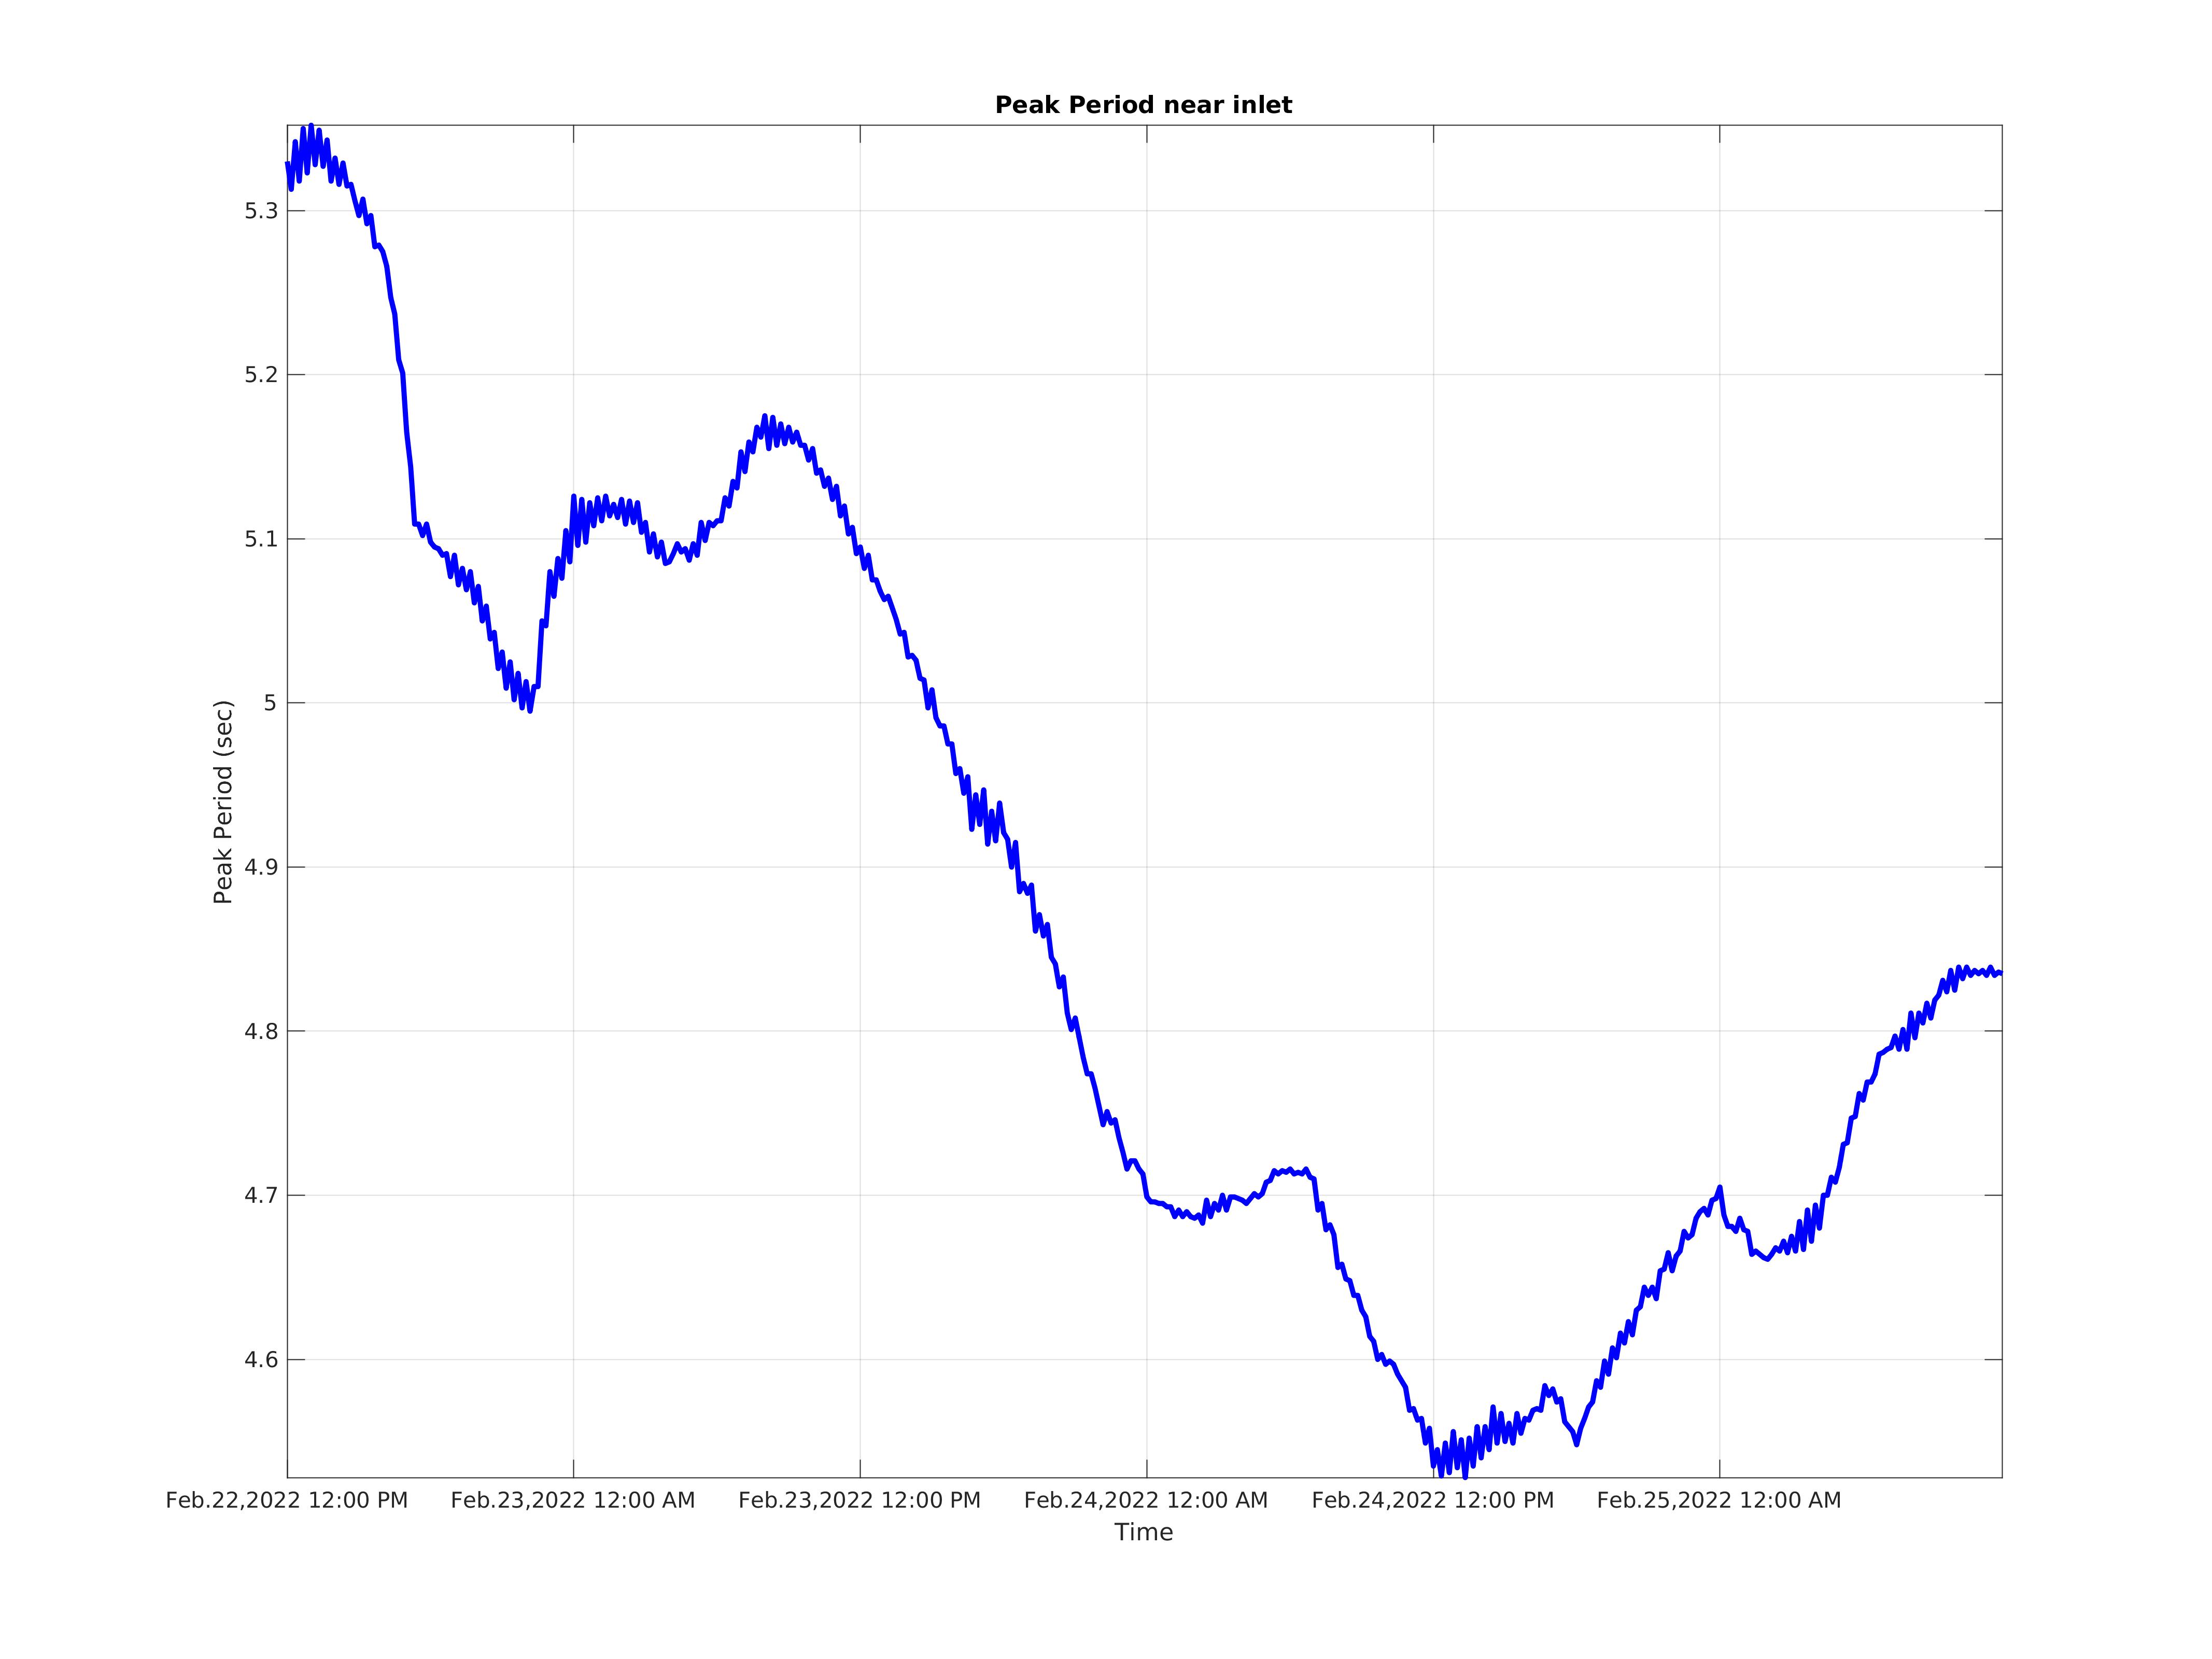 Peak Period near inlet
Peak Period (sec)
5.3
5.2
5.1
5
4.9
4.8
4.7
4.6
Feb.22,2022 12:00 PM
Feb.23,2022 12:00 AM
Feb.23,2022 12:00 PM
Feb.24,2022 12:00 AM
Feb.24,2022 12:00 PM
Feb.25,2022 12:00 AM
Time